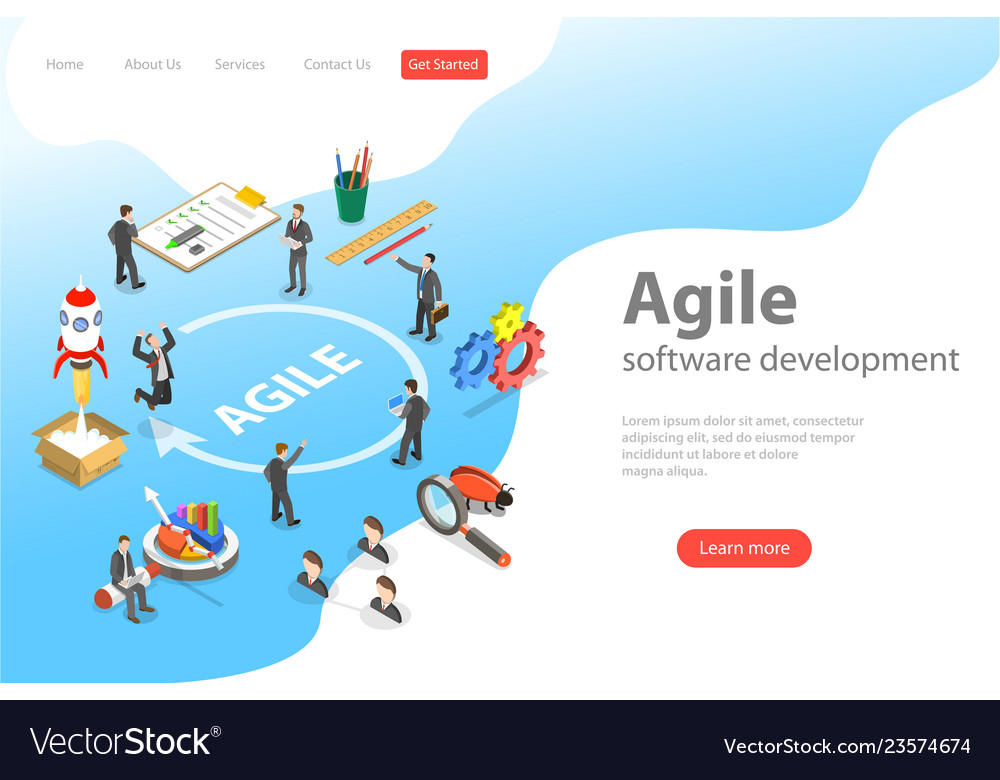 Home About Us Services Contact Us Get Started
AGILE
Agile
software development
Lorem ipsum dolor sit amet, consectetur
adipiscing elit, sed do eiusmod tempor
incididunt ut labore et dolore
magna aliqua.
Learn more
VectorStock®
VectorStock.com/23574674